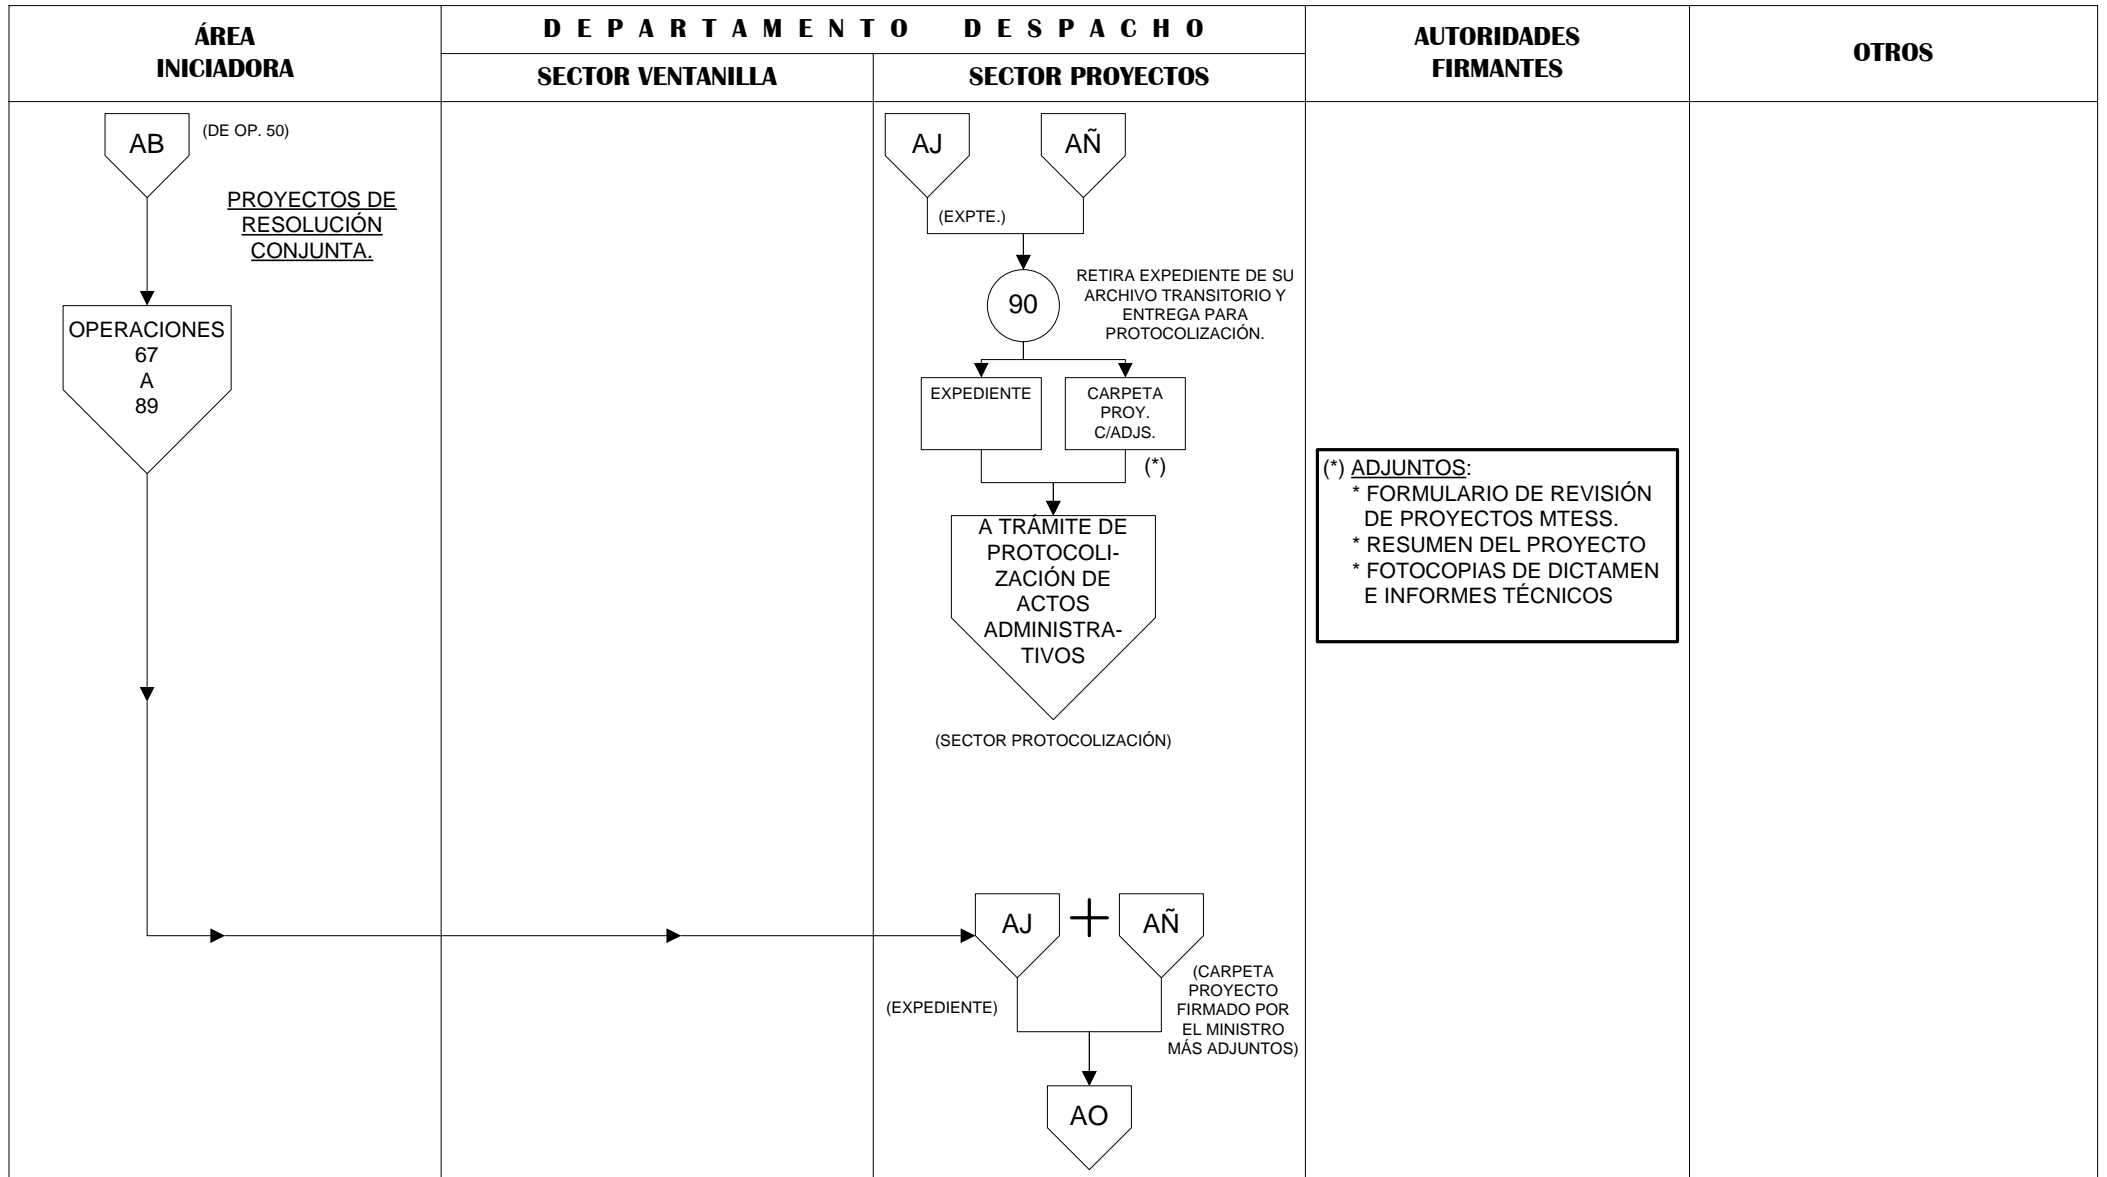 ÁREA
INICIADORA
DEPARTAMENTO DESPACHO
SECTOR VENTANILLA
SECTOR PROYECTOS
AUTORIDADES
FIRMANTES
OTROS
AB
(DE OP. 50)
PROYECTOS DE
RESOLUCIÓN
CONJUNTA.
OPERACIONES
67
A
89
AJ
AÑ
(EXPTE.)
90
RETIRA EXPEDIENTE DE SU
ARCHIVO TRANSITORIO Y
ENTREGA PARA
PROTOCOLIZACIÓN.
EXPEDIENTE
CARPETA
PROY.
C/ADJS.
(*)
A TRÁMITE DE
PROTOCOLI-
ZACIÓN DE
ACTOS
ADMINISTRA-
TIVOS
(SECTOR PROTOCOLIZACIÓN)
(*) ADJUNTOS:
* FORMULARIO DE REVISIÓN
DE PROYECTOS MTESS.
* RESUMEN DEL PROYECTO
* FOTOCOPIAS DE DICTAMEN
E INFORMES TÉCNICOS
AJ
+
AÑ
(EXPEDIENTE)
(CARPETA
PROYECTO
FIRMADO POR
EL MINISTRO
MÁS ADJUNTOS)
AO